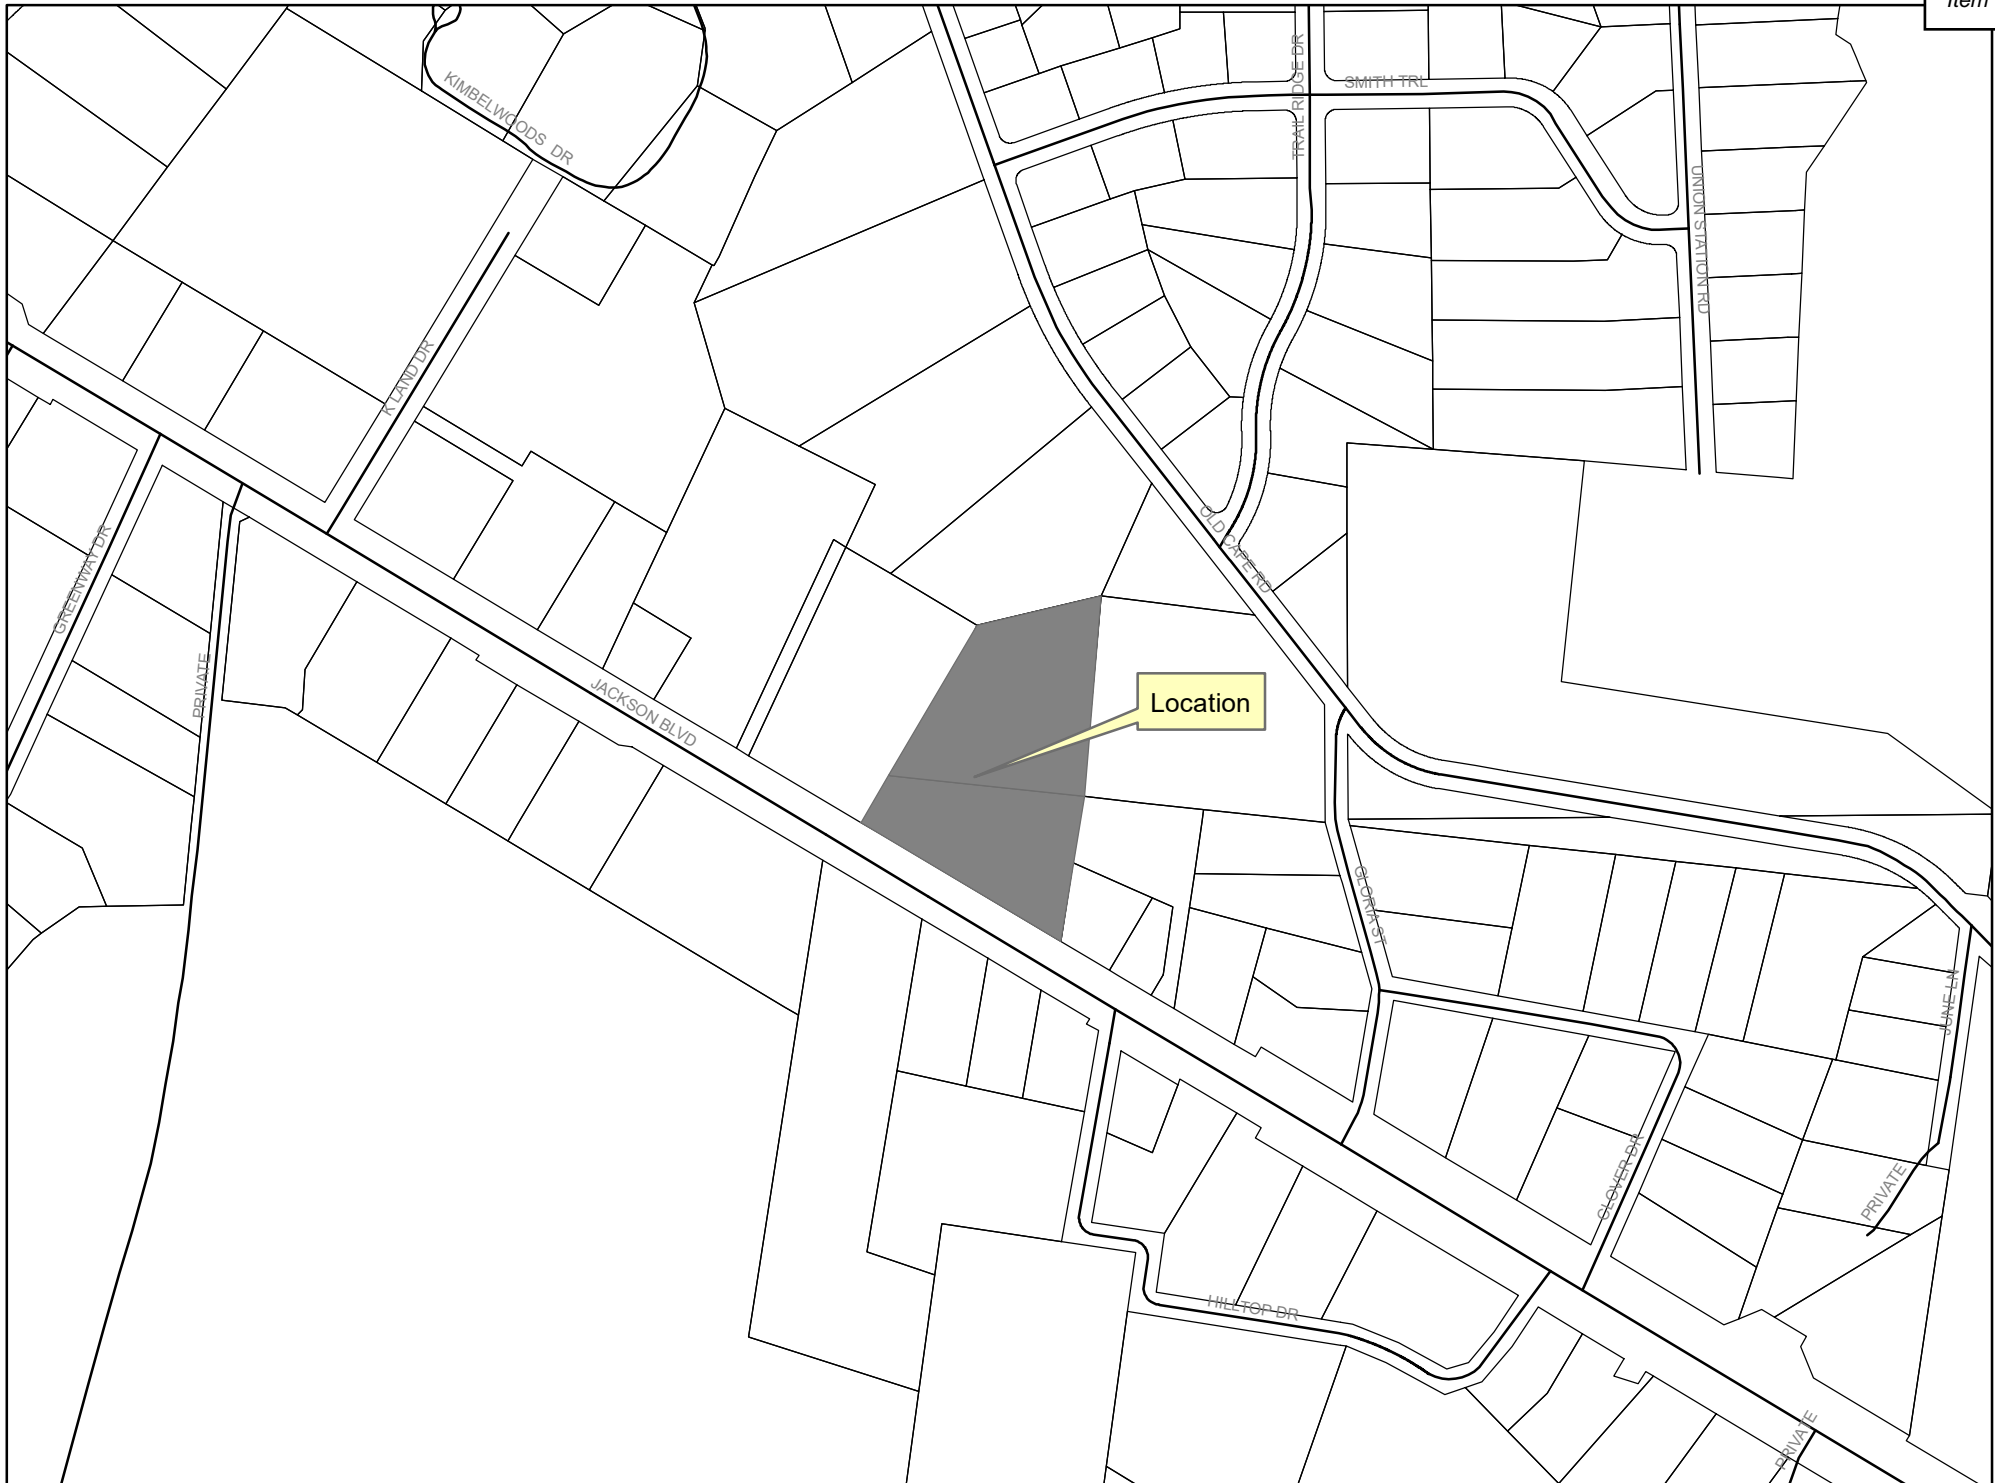 Item
KIMBELWOODS DR
TRAIL RIDGE DR
SMITH TRL
UNION STATION RD
K LAND DR
GREENWAY DR
PRIVATE
OLD CAPE RD
JACKSON BLVD
Location
GLORIA ST
JUNE LN
CLOVER DR
PRIVATE
HILLTOP DR
PRIVATE